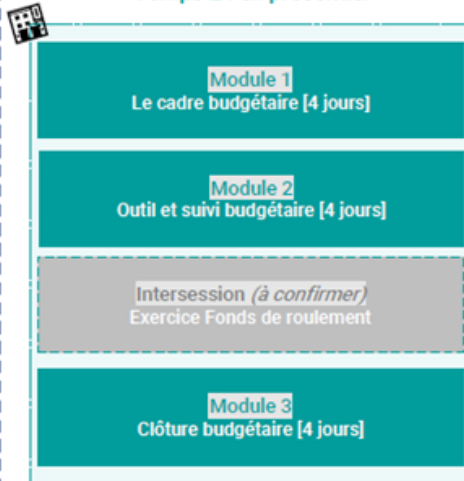 Module 1
Le cadre budgétaire [4 jours]
Module 2
Outil et suivi budgétaire [4 jours]
Intersession (à confirmer)
Exercice Fonds de roulement
Module 3
Clôture budgétaire [4 jours]